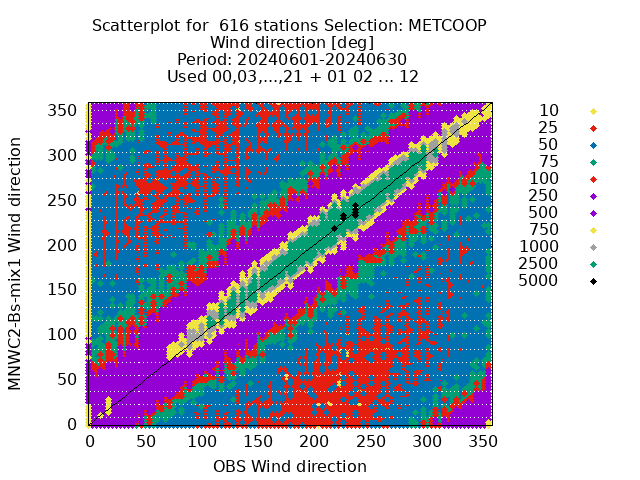 Scatterplot for  616 stations Selection: METCOOP
Wind direction [deg]
Period: 20240601-20240630
Used 00,03,...,21 + 01 02 ... 12
MNWC2-Bs-mix1 Wind direction
350
300
250
200
150
100
50
0
0 50 100 150 200 250 300 350
OBS Wind direction
10
25
50
75
100
250
500
750
1000
2500
5000